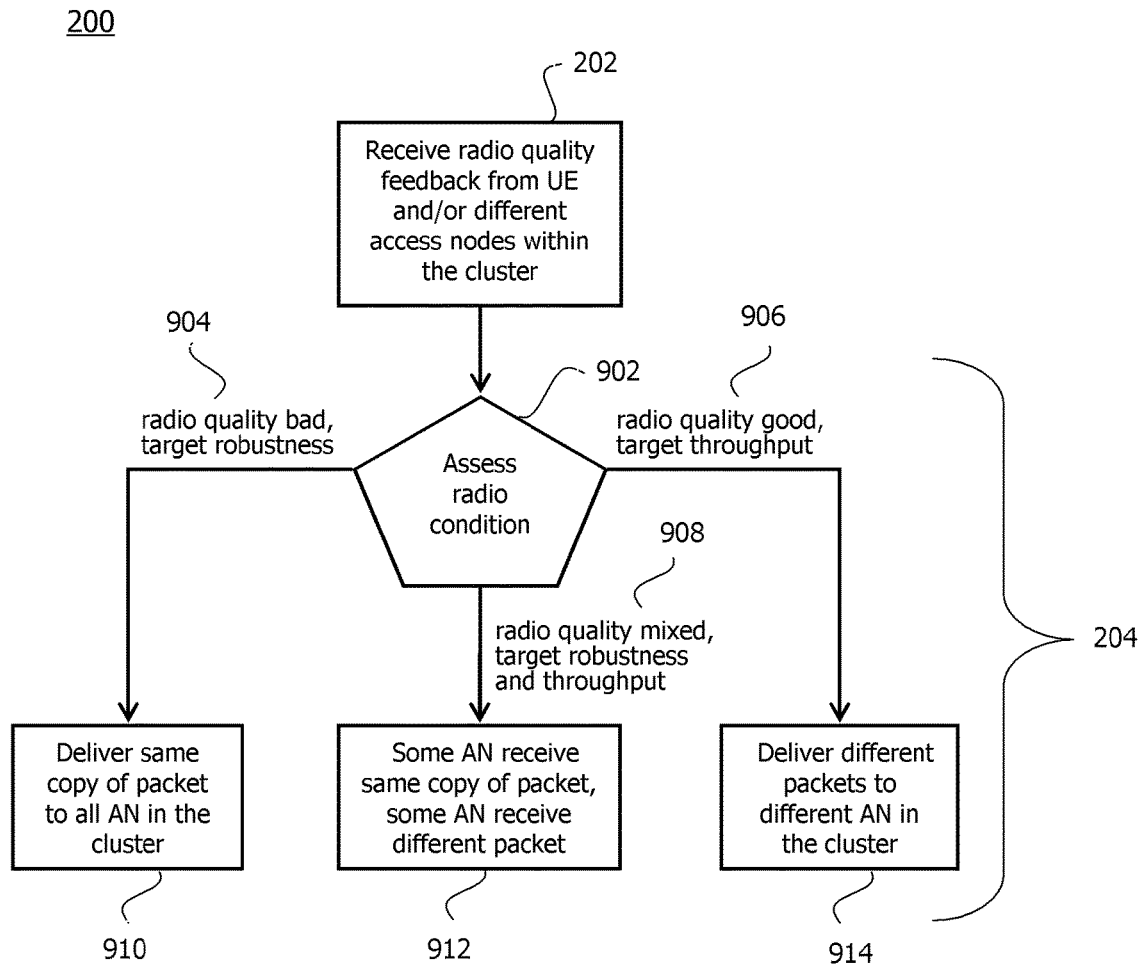 200
202
Receive radio quality
feedback from UE
and/or different
access nodes within
the cluster
904
906
902
radio quality bad,
target robustness
radio quality good,
target throughput
Assess
radio
condition
908
radio quality mixed,
target robustness
and throughput
204
Deliver same
copy of packet
to all AN in the
cluster
Some AN receive
same copy of packet,
some AN receive
different packet
Deliver different
packets to
different AN in
the cluster
910
912
914